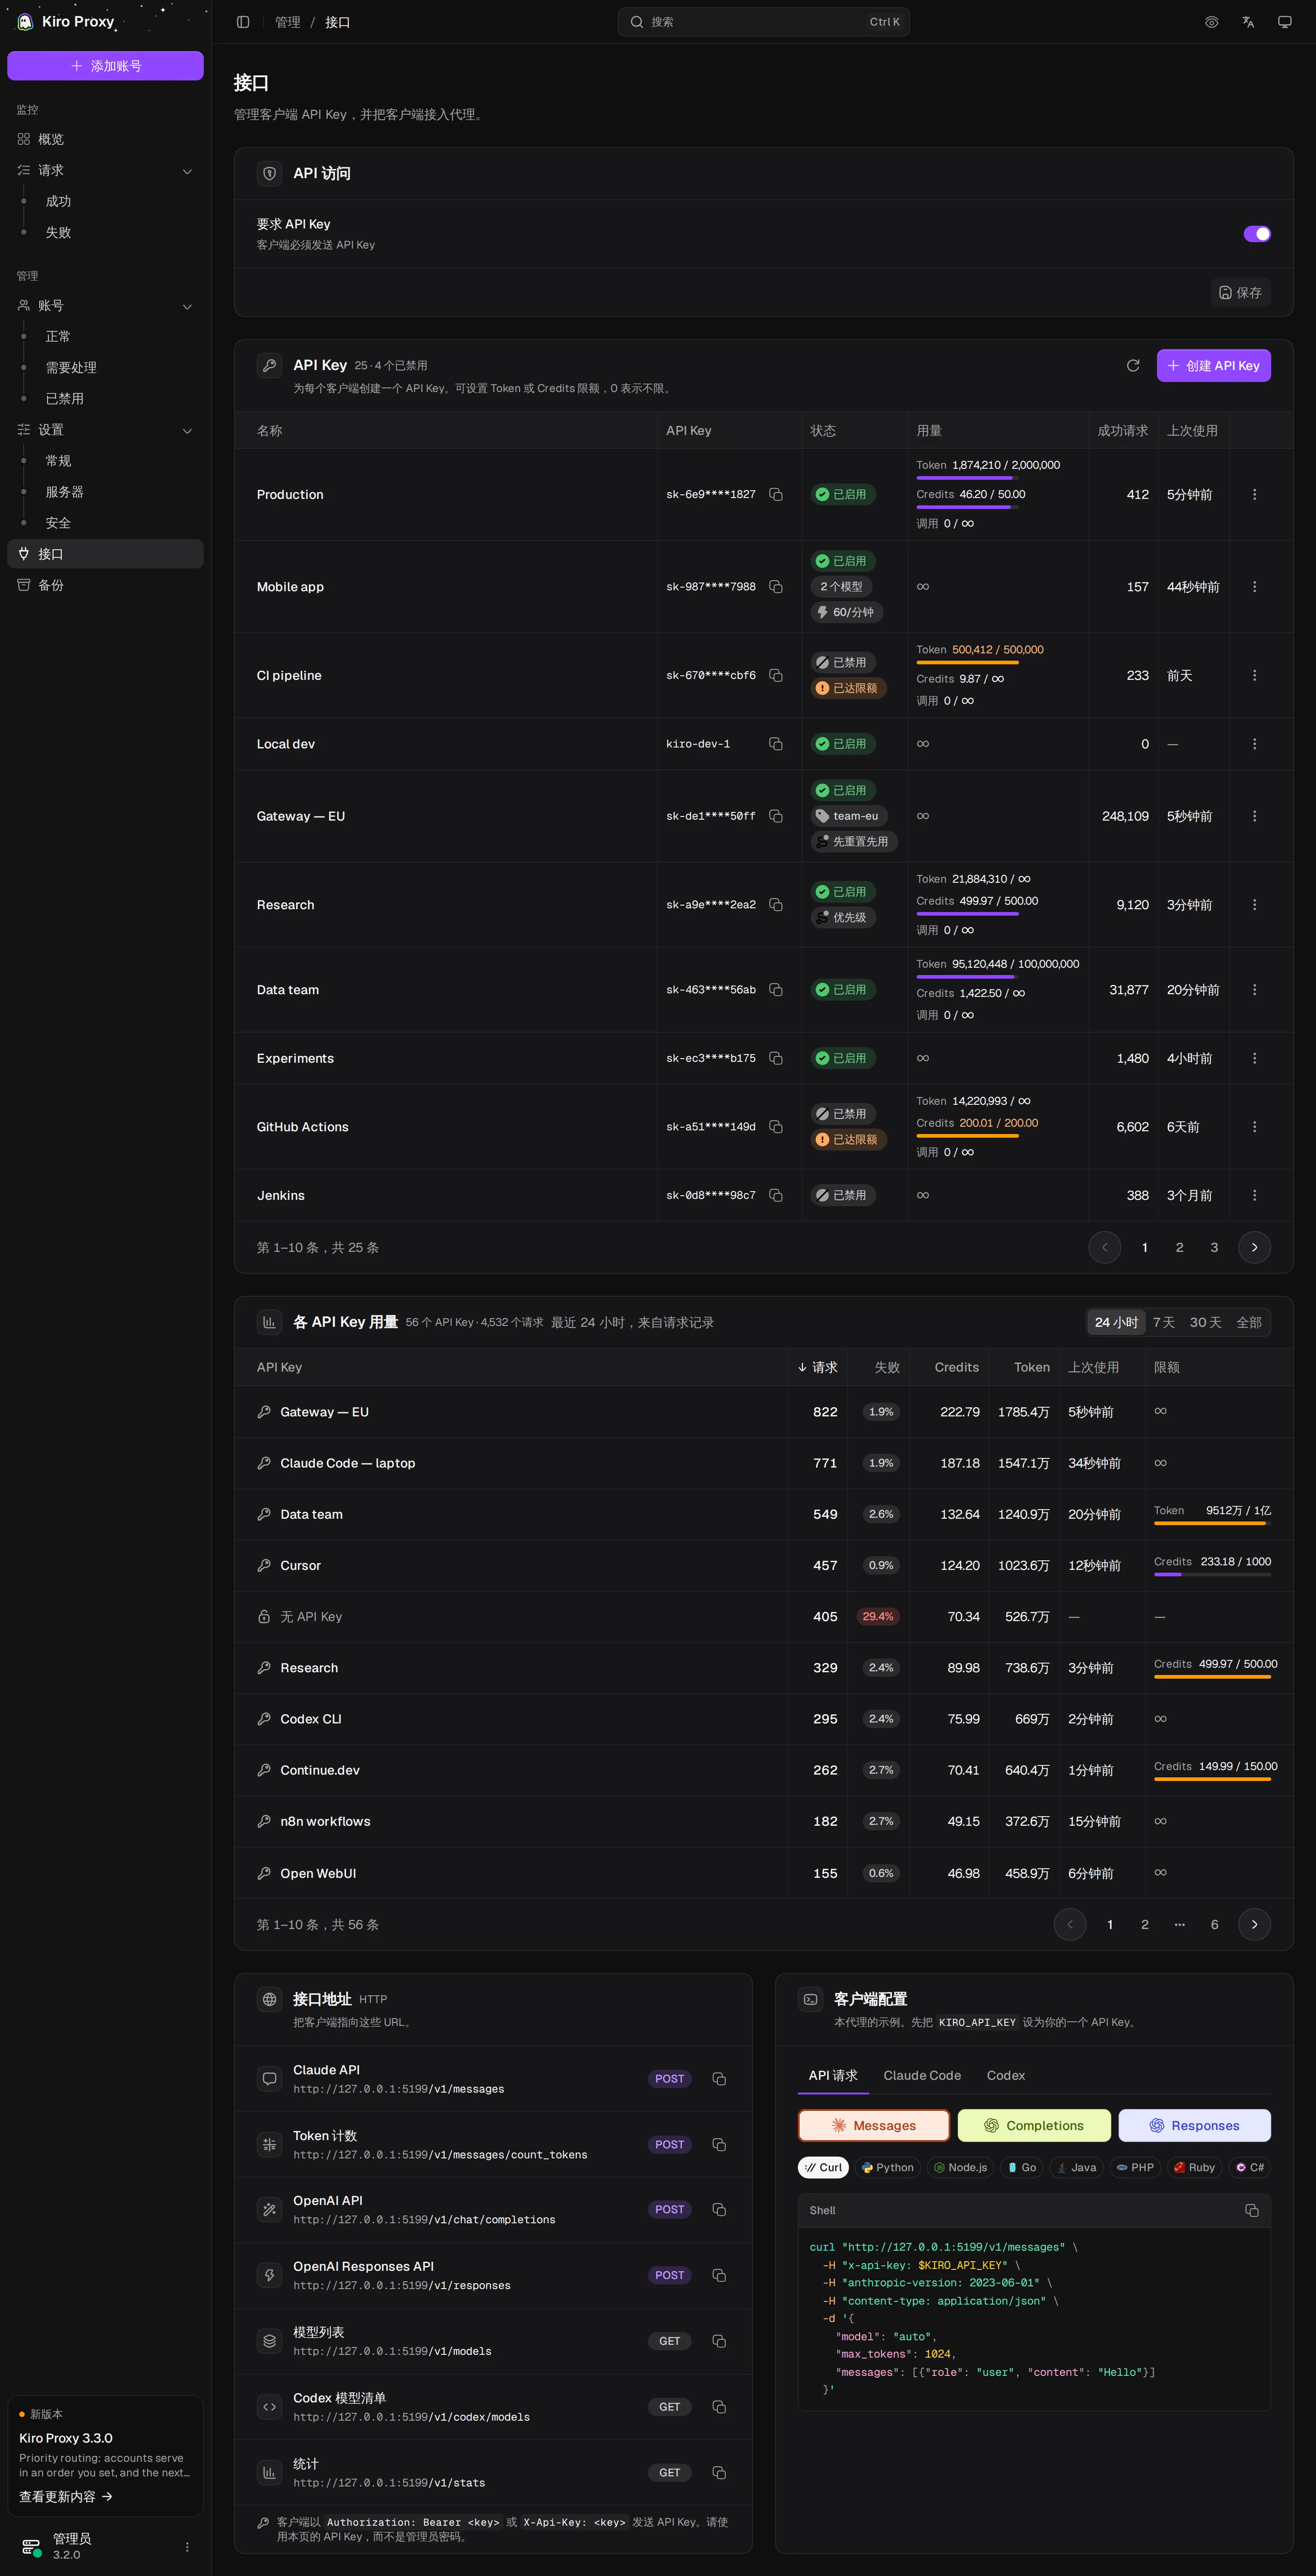 Kiro Proxy
添加账号
监控
概览
请求
成功
失败
管理
账号
正常
需要处理
已禁用
设置
常规
服务器
安全
接口
备份
新版本
Kiro Proxy 3.3.0
Priority routing: accounts serve
in an order you set, and the next...
查看更新内容 →
管理员
3.2.0
管理 / 接口
搜索 Ctrl K
接口
管理客户端 API Key，并把客户端接入代理。
API 访问
要求 API Key
客户端必须发送 API Key
保存
API Key 25 · 4 个已禁用
为每个客户端创建一个 API Key。可设置 Token 或 Credits 限额，0 表示不限。
创建 API Key
名称 API Key 状态 用量 成功请求 上次使用
Production sk-6e9****1827 已启用 Token 1,874,210 / 2,000,000 Credits 46.20 / 50.00 调用 0 / ∞ 412 5分钟前
Mobile app sk-987****7988 已启用 2 个模型 60/分钟 ∞ 157 44秒钟前
CI pipeline sk-670****cbf6 已禁用 已达限额 Token 500,412 / 500,000 Credits 9.87 / ∞ 调用 0 / ∞ 233 前天
Local dev kiro-dev-1 已启用 ∞ 0 —
Gateway — EU sk-de1****50ff 已启用 team-eu 先重置先用 ∞ 248,109 5秒钟前
Research sk-a9e****2ea2 已启用 优先级 Token 21,884,310 / ∞ Credits 499.97 / 500.00 调用 0 / ∞ 9,120 3分钟前
Data team sk-463****56ab 已启用 Token 95,120,448 / 100,000,000 Credits 1,422.50 / ∞ 调用 0 / ∞ 31,877 20分钟前
Experiments sk-ec3****b175 已启用 ∞ 1,480 4小时前
GitHub Actions sk-a51****149d 已禁用 已达限额 Token 14,220,993 / ∞ Credits 200.01 / 200.00 调用 0 / ∞ 6,602 6天前
Jenkins sk-0d8****98c7 已禁用 ∞ 388 3个月前
第 1–10 条，共 25 条 1 2 3
各 API Key 用量 56 个 API Key · 4,532 个请求 最近 24 小时，来自请求记录 24 小时 7 天 30 天 全部
API Key ↓ 请求 失败 Credits Token 上次使用 限额
Gateway — EU 822 1.9% 222.79 1785.4万 5秒钟前 ∞
Claude Code — laptop 771 1.9% 187.18 1547.1万 34秒钟前 ∞
Data team 549 2.6% 132.64 1240.9万 20分钟前 Token 9512万 / 1亿
Cursor 457 0.9% 124.20 1023.6万 12秒钟前 Credits 233.18 / 1000
无 API Key 405 29.4% 70.34 526.7万 — —
Research 329 2.4% 89.98 738.6万 3分钟前 Credits 499.97 / 500.00
Codex CLI 295 2.4% 75.99 669万 2分钟前 ∞
Continue.dev 262 2.7% 70.41 640.4万 1分钟前 Credits 149.99 / 150.00
n8n workflows 182 2.7% 49.15 372.6万 15分钟前 ∞
Open WebUI 155 0.6% 46.98 458.9万 6分钟前 ∞
第 1–10 条，共 56 条 1 2 ··· 6
接口地址 HTTP
把客户端指向这些 URL。
Claude API
http://127.0.0.1:5199/v1/messages POST
Token 计数
http://127.0.0.1:5199/v1/messages/count_tokens POST
OpenAI API
http://127.0.0.1:5199/v1/chat/completions POST
OpenAI Responses API
http://127.0.0.1:5199/v1/responses POST
模型列表
http://127.0.0.1:5199/v1/models GET
Codex 模型清单
http://127.0.0.1:5199/v1/codex/models GET
统计
http://127.0.0.1:5199/v1/stats GET
客户端以 Authorization: Bearer <key> 或 X-Api-Key: <key> 发送 API Key。请使
用本页的 API Key，而不是管理员密码。
客户端配置
本代理的示例。先把 KIRO_API_KEY 设为你的一个 API Key。
API 请求 Claude Code Codex
Messages Completions Responses
Curl Python Node.js Go Java PHP Ruby C#
Shell
curl "http://127.0.0.1:5199/v1/messages" \
-H "x-api-key: $KIRO_API_KEY" \
-H "anthropic-version: 2023-06-01" \
-H "content-type: application/json" \
-d '{
"model": "auto",
"max_tokens": 1024,
"messages": [{"role": "user", "content": "Hello"}]
}'